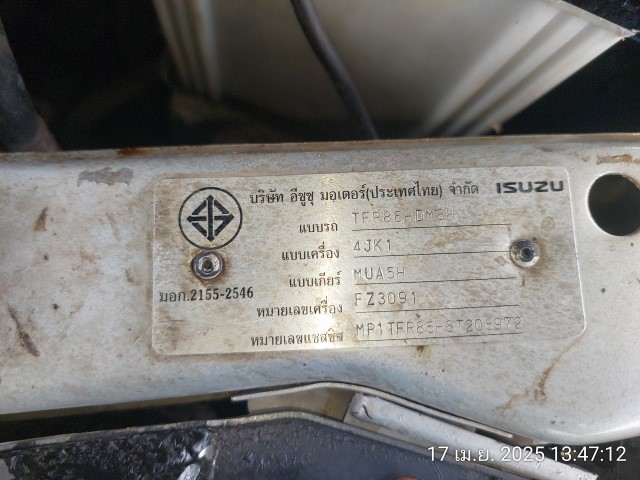 บริษัท อีซูซุ มอเตอร์(ประเทศไทย) จำกัด ISUZU
แบบรถ
แบบเครื่อง 4JK1
แบบเกียร์ MUA5H
มอก.2155-2546
หมายเลขเครื่อง FZ3091
หมายเลขแชสซีส
17 เม.ย. 2025 13:47:12